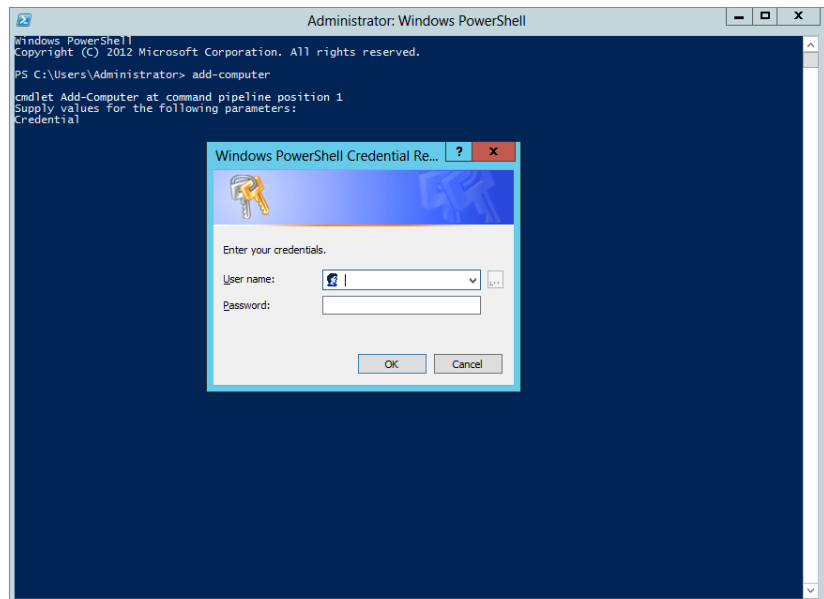 Administrator: Windows PowerShell
Windows PowerShell
Copyright (C) 2012 Microsoft Corporation. All rights reserved.
PS C:\Users\Administrator> add-computer
cmdlet Add-Computer at command pipeline position 1
Supply values for the following parameters:
Credential
Windows PowerShell Credential Re...
Enter your credentials.
User name:
Password:
OK Cancel